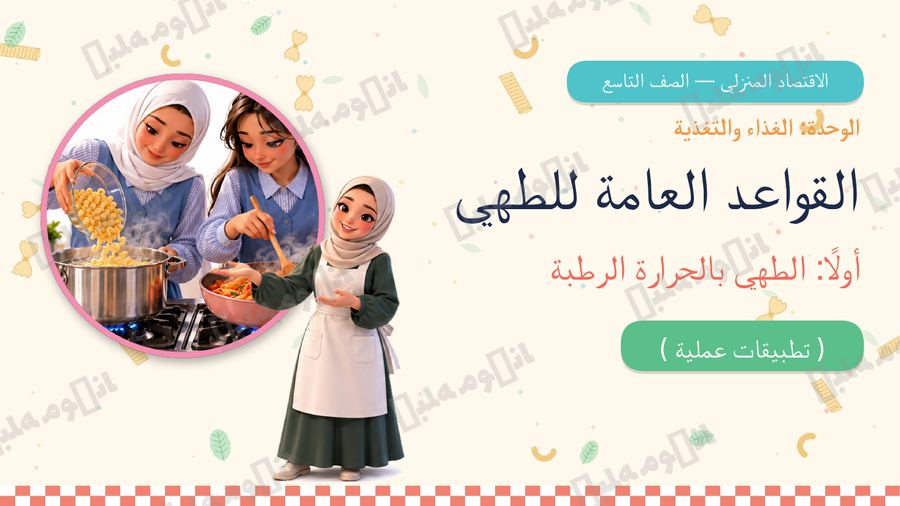 الاقتصاد المنزلي — الصف التاسع
الوحدة: الغذاء والتغذية
القواعد العامة للطهي
أولًا: الطهي بالحرارة الرطبة
( تطبيقات عملية )